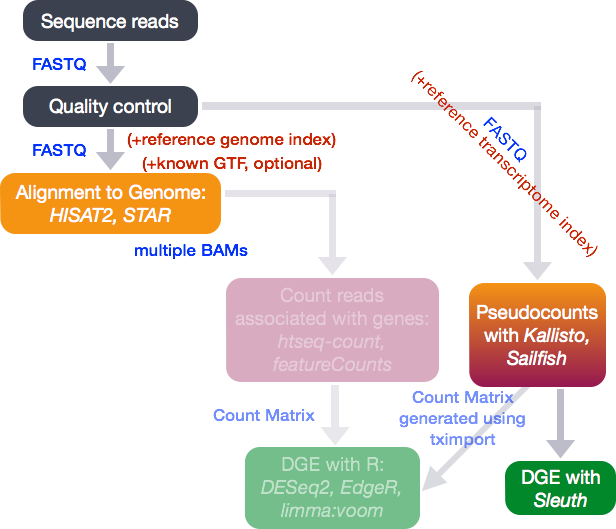 Sequence reads
FASTQ
Quality control
FASTQ
(+reference genome index)
(+known GTF, optional)
FASTQ
(+reference transcriptome index)
Alignment to Genome:
HISAT2, STAR
multiple BAMs
Count reads
associated with genes:
htseq-count,
featureCounts
Pseudocounts
with Kallisto,
Sailfish
Count Matrix
Count Matrix
generated using
tximport
DGE with R:
DESeq2, EdgeR,
limma:voom
DGE with
Sleuth